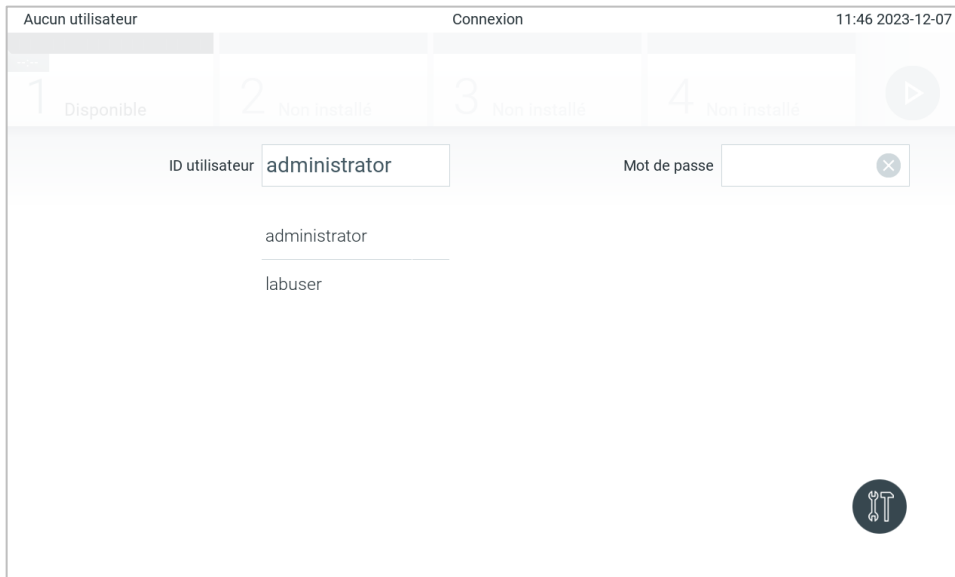 Aucun utilisateur Connexion 11:46 2023-12-07
1 Disponible 2 Non Installé 3 Non Installé 4 Non Installé
ID utilisateur administrator Mot de passe
administrator
labuser